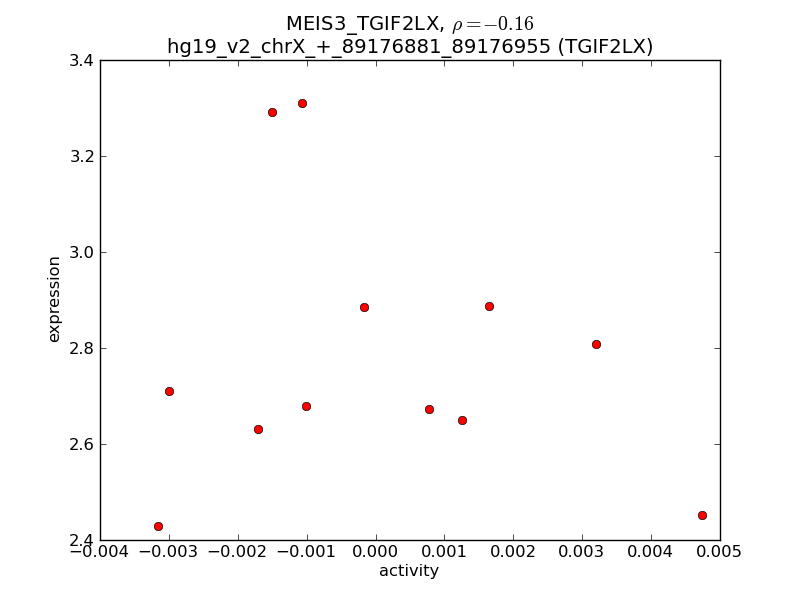 MEIS3_TGIF2LX, ρ = −0.16
hg19_v2_chrX_+_89176881_89176955 (TGIF2LX)
3.4
3.2
3.0
2.8
2.6
2.4
expression
−0.004 −0.003 −0.002 −0.001 0.000 0.001 0.002 0.003 0.004 0.005
activity